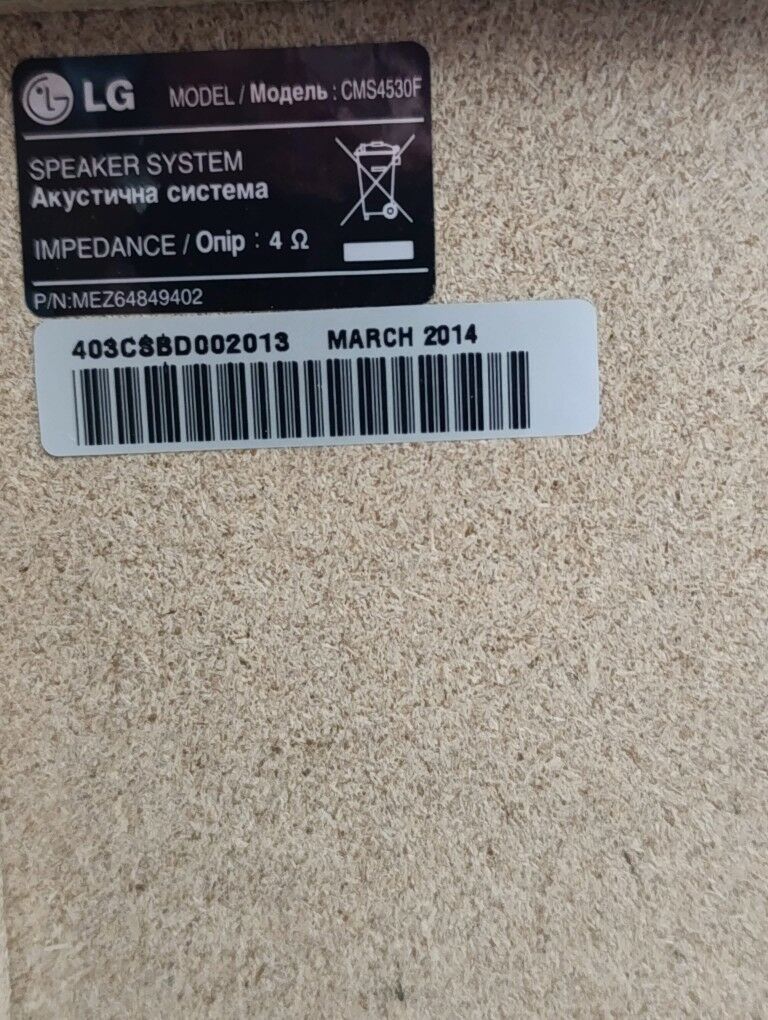 LG MODEL / Модель : CMS4530F
SPEAKER SYSTEM
Акустична система
IMPEDANCE / Опір : 4 Ω
P/N:MEZ64849402
403CSBD002013 MARCH 2014